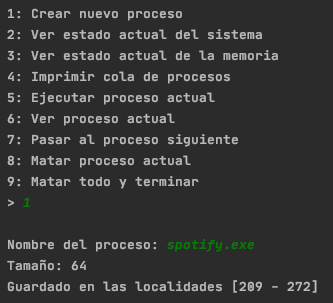 1: Crear nuevo proceso
2: Ver estado actual del sistema
3: Ver estado actual de la memoria
4: Imprimir cola de procesos
5: Ejecutar proceso actual
6: Ver proceso actual
7: Pasar al proceso siguiente
8: Matar proceso actual
9: Matar todo y terminar
> 1
Nombre del proceso: spotify.exe
Tamaño: 64
Guardado en las localidades [209 - 272]